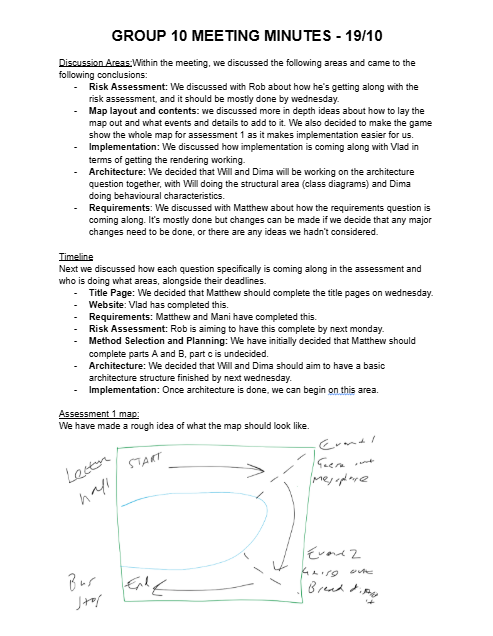 GROUP 10 MEETING MINUTES - 19/10
Discussion Areas:Within the meeting, we discussed the following areas and came to the
following conclusions:
- Risk Assessment: We discussed with Rob about how he's getting along with the
risk assessment, and it should be mostly done by wednesday.
- Map layout and contents: we discussed more in depth ideas about how to lay the
map out and what events and details to add to it. We also decided to make the game
show the whole map for assessment 1 as it makes implementation easier for us.
- Implementation: We discussed how implementation is coming along with Vlad in
terms of getting the rendering working.
- Architecture: We decided that Will and Dima will be working on the architecture
question together, with Will doing the structural area (class diagrams) and Dima
doing behavioural characteristics.
- Requirements: We discussed with Matthew about how the requirements question is
coming along. It's mostly done but changes can be made if we decide that any major
changes need to be done, or there are any ideas we hadn't considered.
Timeline
Next we discussed how each question specifically is coming along in the assessment and
who is doing what areas, alongside their deadlines.
- Title Page: We decided that Matthew should complete the title pages on wednesday.
- Website: Vlad has completed this.
- Requirements: Matthew and Mani have completed this.
- Risk Assessment: Rob is aiming to have this complete by next monday.
- Method Selection and Planning: We have initially decided that Matthew should
complete parts A and B, part c is undecided.
- Architecture: We decided that Will and Dima should aim to have a basic
architecture structure finished by next wednesday.
- Implementation: Once architecture is done, we can begin on this area.
Assessment 1 map:
We have made a rough idea of what the map should look like.
Event 1
START
hall
Event 2
Bus
Stop
End